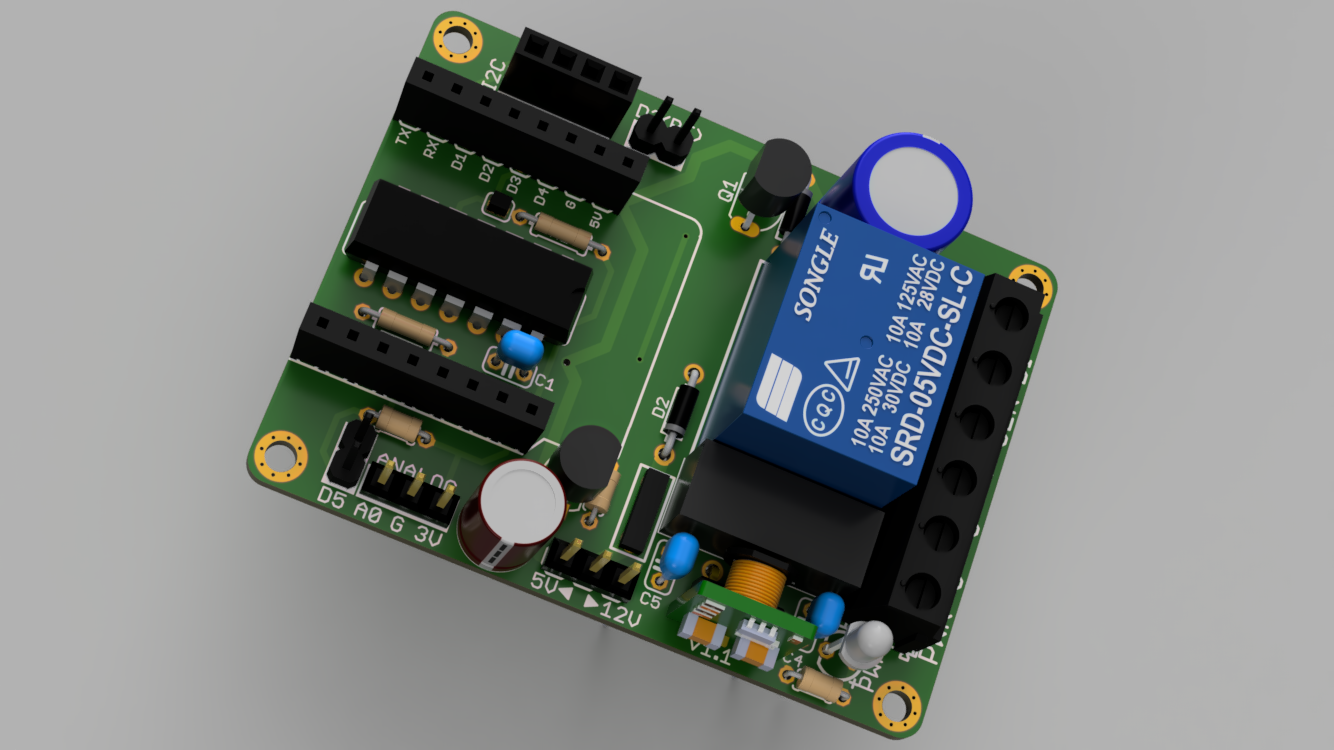 I2C
TX
RX
D1
D2
D3
D4
G
5V
Q1
SONGLE
10A 125VAC
10A 28VDC
10A 250VAC
10A 30VDC
SRD-05VDC-SL-C
CQC
D2
C1
ANALOG
D5 A0 G 3V
5V◀ ▶12V
C5
V1.1